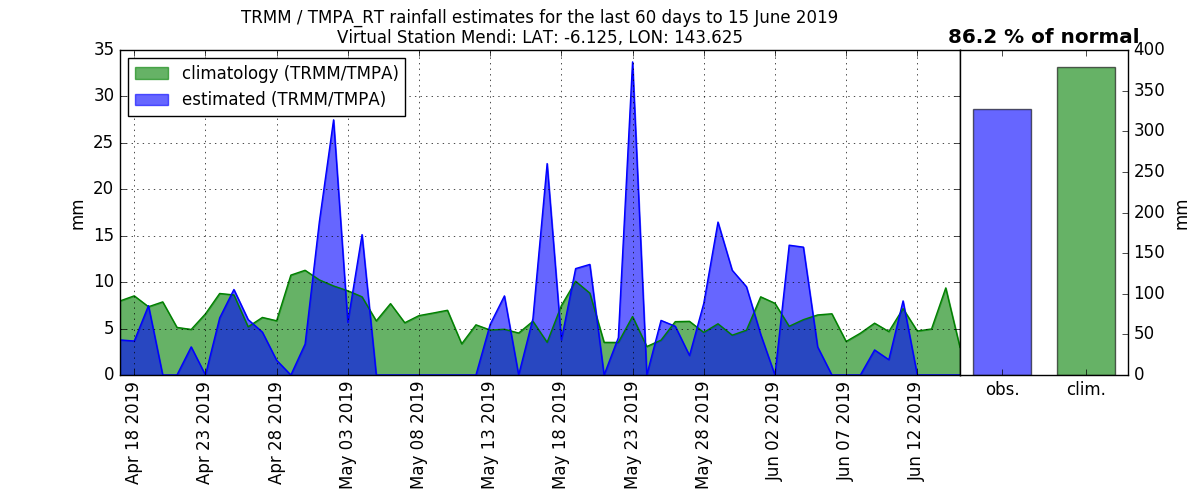 TRMM / TMPA_RT rainfall estimates for the last 60 days to 15 June 2019
Virtual Station Mendi: LAT: -6.125, LON: 143.625
86.2 % of normal
climatology (TRMM/TMPA)
estimated (TRMM/TMPA)
mm
35
30
25
20
15
10
5
0
Apr 18 2019
Apr 23 2019
Apr 28 2019
May 03 2019
May 08 2019
May 13 2019
May 18 2019
May 23 2019
May 28 2019
Jun 02 2019
Jun 07 2019
Jun 12 2019
400
350
300
250
200
150
100
50
0
mm
obs.
clim.